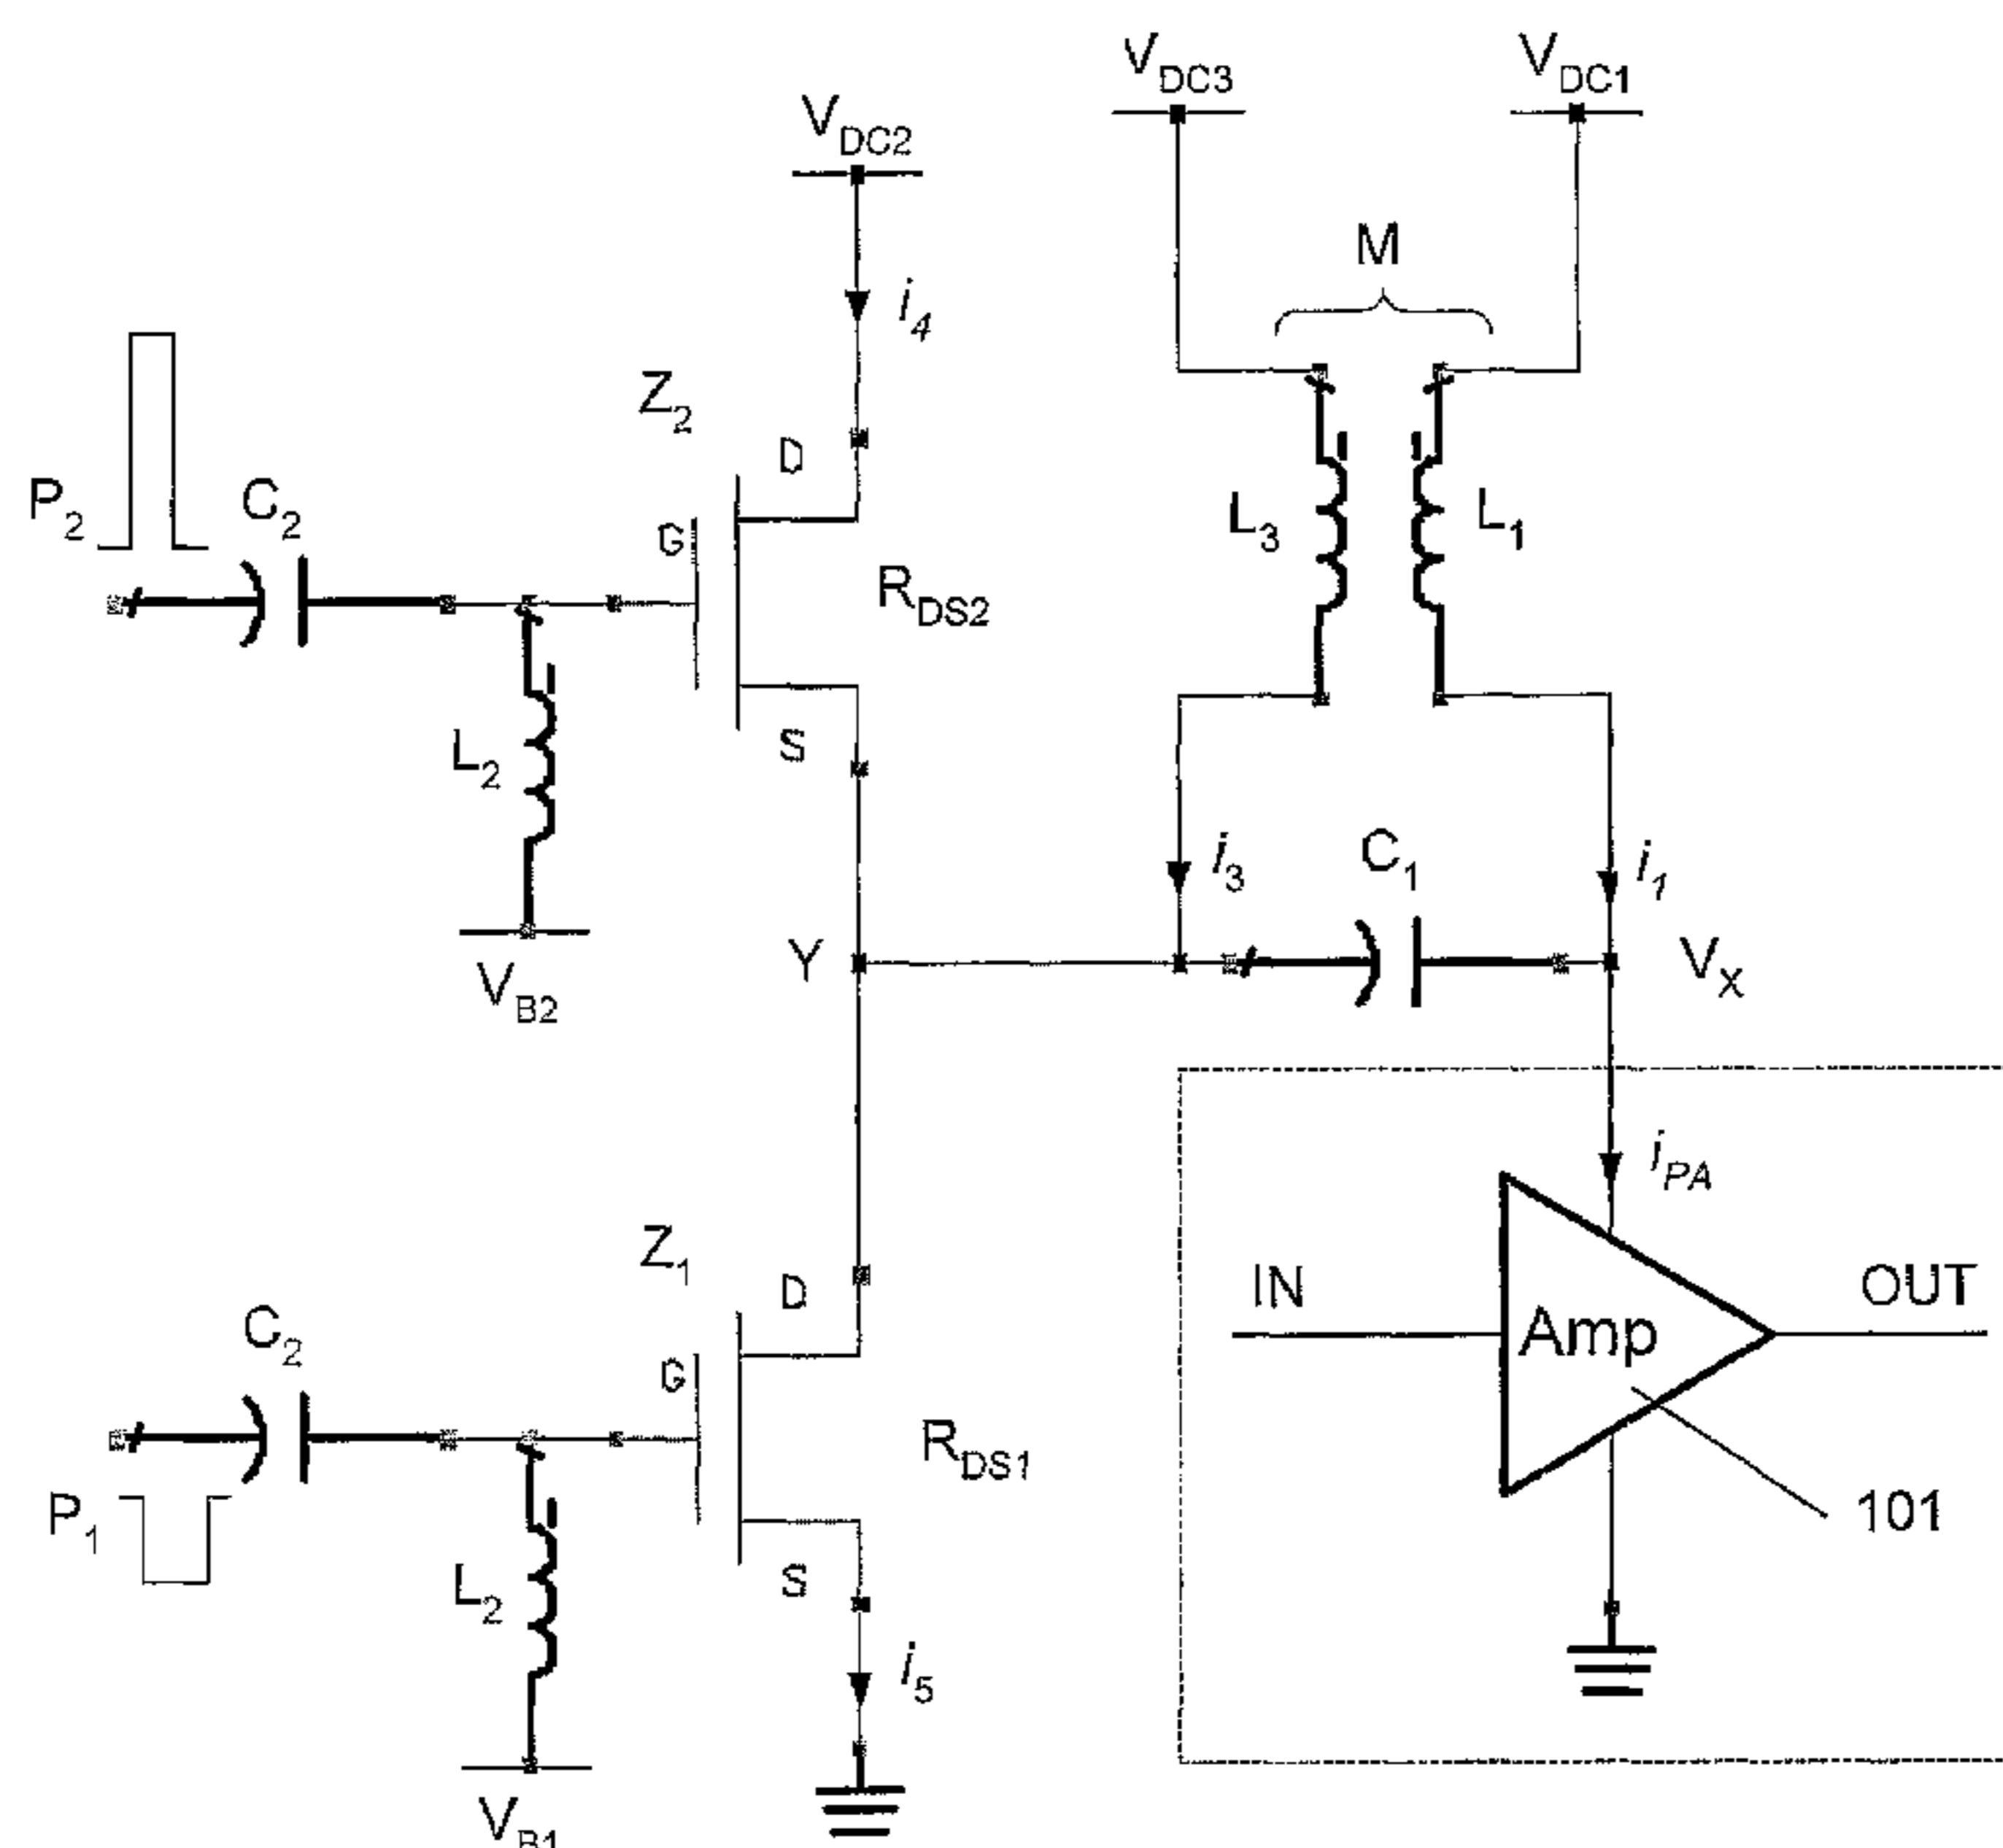 V_DC3
V_DC1
V_DC2
M
i_4
Z_2
D
P_2
C_2
G
L_3
L_1
R_DS2
L_2
S
i_3
C_1
i_1
Y
V_X
V_B2
i_PA
Z_1
D
IN
OUT
C_2
Amp
G
R_DS1
P_1
101
L_2
S
i_5
V_B1